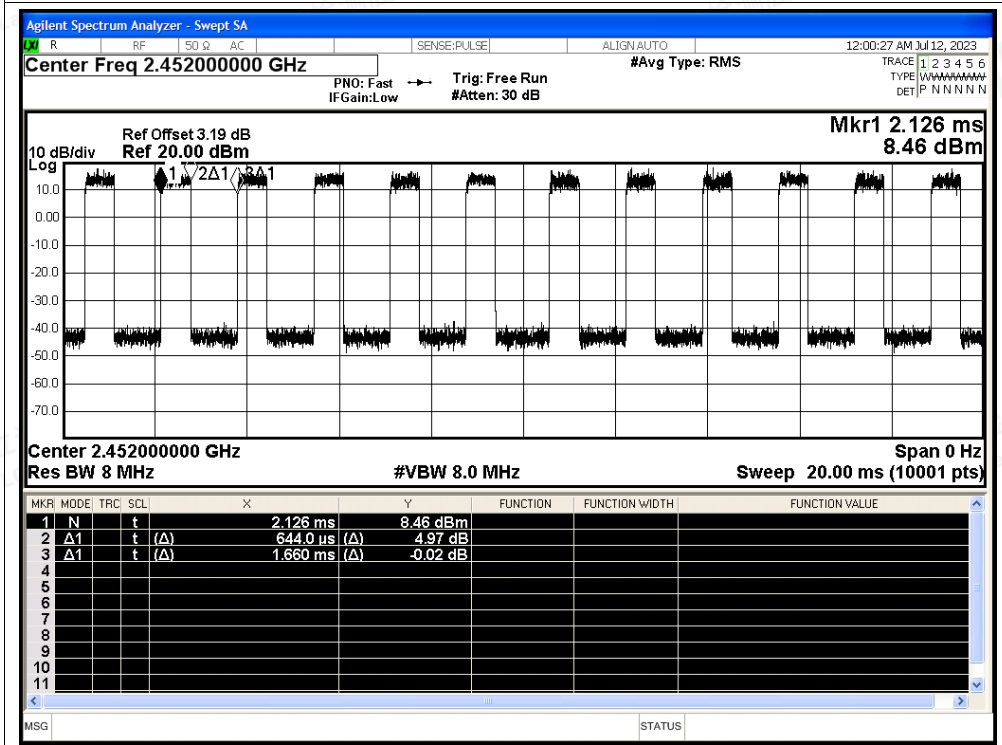 Agilent Spectrum Analyzer - Swept SA
LXI R RF 50 Ω AC SENSE:PULSE ALIGN AUTO 12:00:27 AM Jul 12, 2023
Center Freq 2.452000000 GHz #Avg Type: RMS TRACE 1 2 3 4 5 6
PNO: Fast Trig: Free Run TYPE WWWWWW
IFGain:Low #Atten: 30 dB DET P N N N N N
Mkr1 2.126 ms
Ref Offset 3.19 dB
10 dB/div Ref 20.00 dBm 8.46 dBm
Log
1 2Δ1 3Δ1
10.0
0.00
-10.0
-20.0
-30.0
-40.0
-50.0
-60.0
-70.0
Center 2.452000000 GHz Span 0 Hz
Res BW 8 MHz #VBW 8.0 MHz Sweep 20.00 ms (10001 pts)
MKR MODE TRC SCL X Y FUNCTION FUNCTION WIDTH FUNCTION VALUE
1 N t 2.126 ms 8.46 dBm
2 Δ1 t (Δ) 644.0 µs (Δ) 4.97 dB
3 Δ1 t (Δ) 1.660 ms (Δ) -0.02 dB
4
5
6
7
8
9
10
11
MSG STATUS